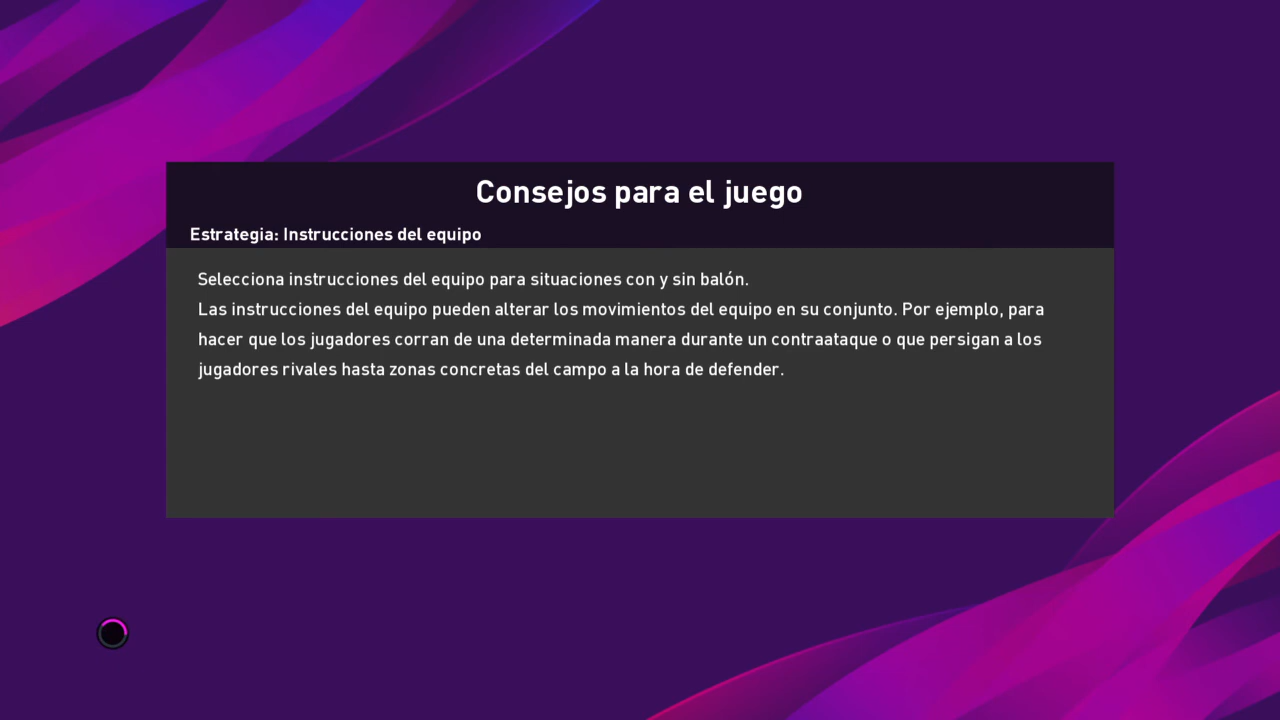 Consejos para el juego
Estrategia: Instrucciones del equipo
Selecciona instrucciones del equipo para situaciones con y sin balón.
Las instrucciones del equipo pueden alterar los movimientos del equipo en su conjunto. Por ejemplo, para
hacer que los jugadores corran de una determinada manera durante un contraataque o que persigan a los
jugadores rivales hasta zonas concretas del campo a la hora de defender.